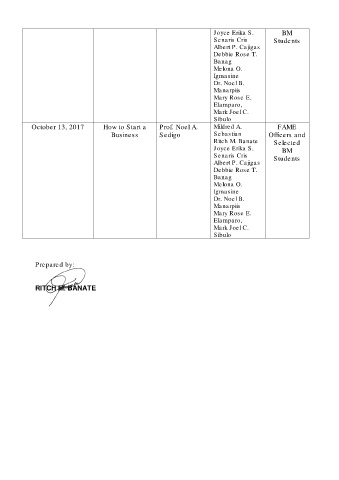 Joyce Erika S.
Senaris Cris
Albert P. Cajigas
Debbie Rose T.
Banag
Melona O.
Igmasine
Dr. Noel B.
Manarpiis
Mary Rose E.
Elamparo,
Mark Joel C.
Sibulo
BM
Students
October 13, 2017
How to Start a
Business
Prof. Noel A.
Sedigo
Mildred A.
Sebastian
Ritch M. Banate
Joyce Erika S.
Senaris Cris
Albert P. Cajigas
Debbie Rose T.
Banag
Melona O.
Igmasine
Dr. Noel B.
Manarpiis
Mary Rose E.
Elamparo,
Mark Joel C.
Sibulo
FAME
Officers and
Selected
BM
Students
Prepared by:
RITCH M. BANATE